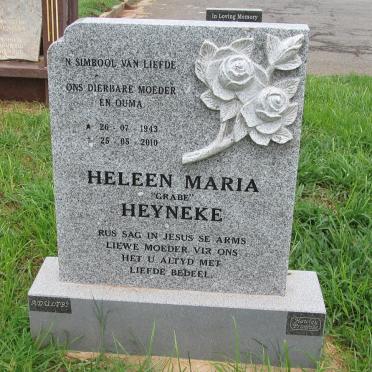 In Loving Memory
'N SIMBOOL VAN LIEFDE
ONS DIERBARE MOEDER
EN OUMA
★ 26 - 07 - 1943
25 - 05 - 2010
HELEEN MARIA
"GRABE"
HEYNEKE
RUS SAG IN JESUS SE ARMS
LIEWE MOEDER VIR ONS
HET U ALTYD MET
LIEFDE BEDEEL